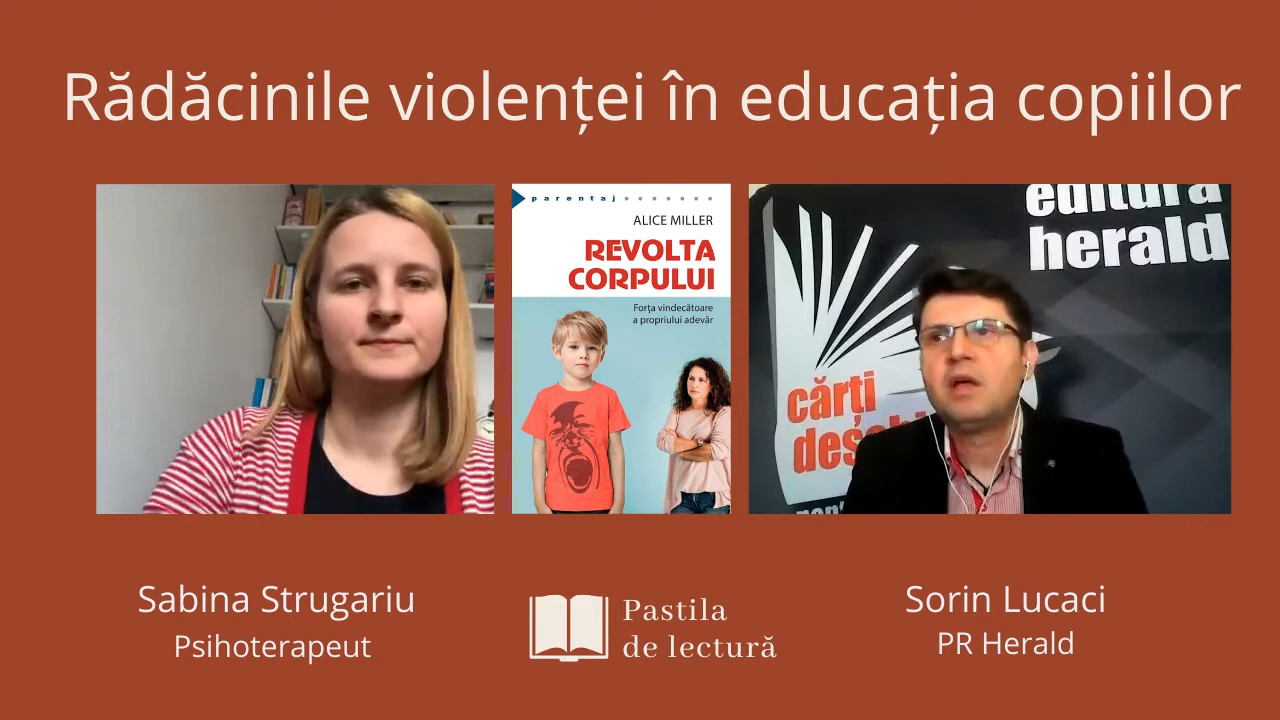 Rădăcinile violenței în educația copiilor
parentaj
ALICE MILLER
REVOLTA
CORPULUI
Forța vindecătoare
a propriului adevăr
editura
herald
cărți
Sabina Strugariu
Psihoterapeut
Pastila
de lectură
Sorin Lucaci
PR Herald